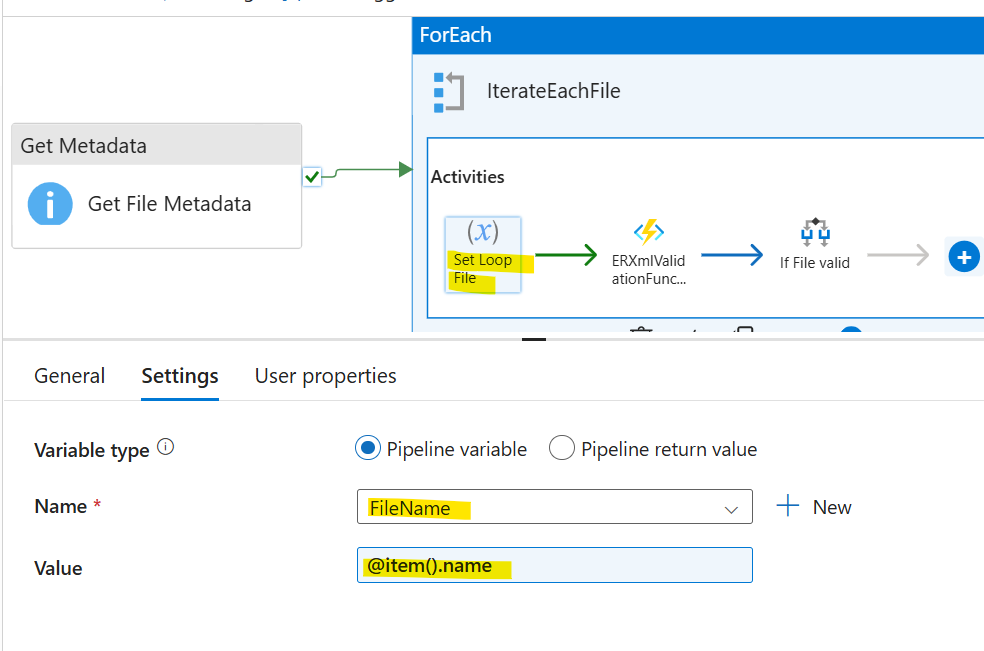 ForEach
IterateEachFile
Get Metadata
Get File Metadata
Activities
(x)
Set Loop
File
ERXmlValid
ationFunc...
If File valid
General
Settings
User properties
Variable type
Pipeline variable
Pipeline return value
Name *
FileName
New
Value
@item().name